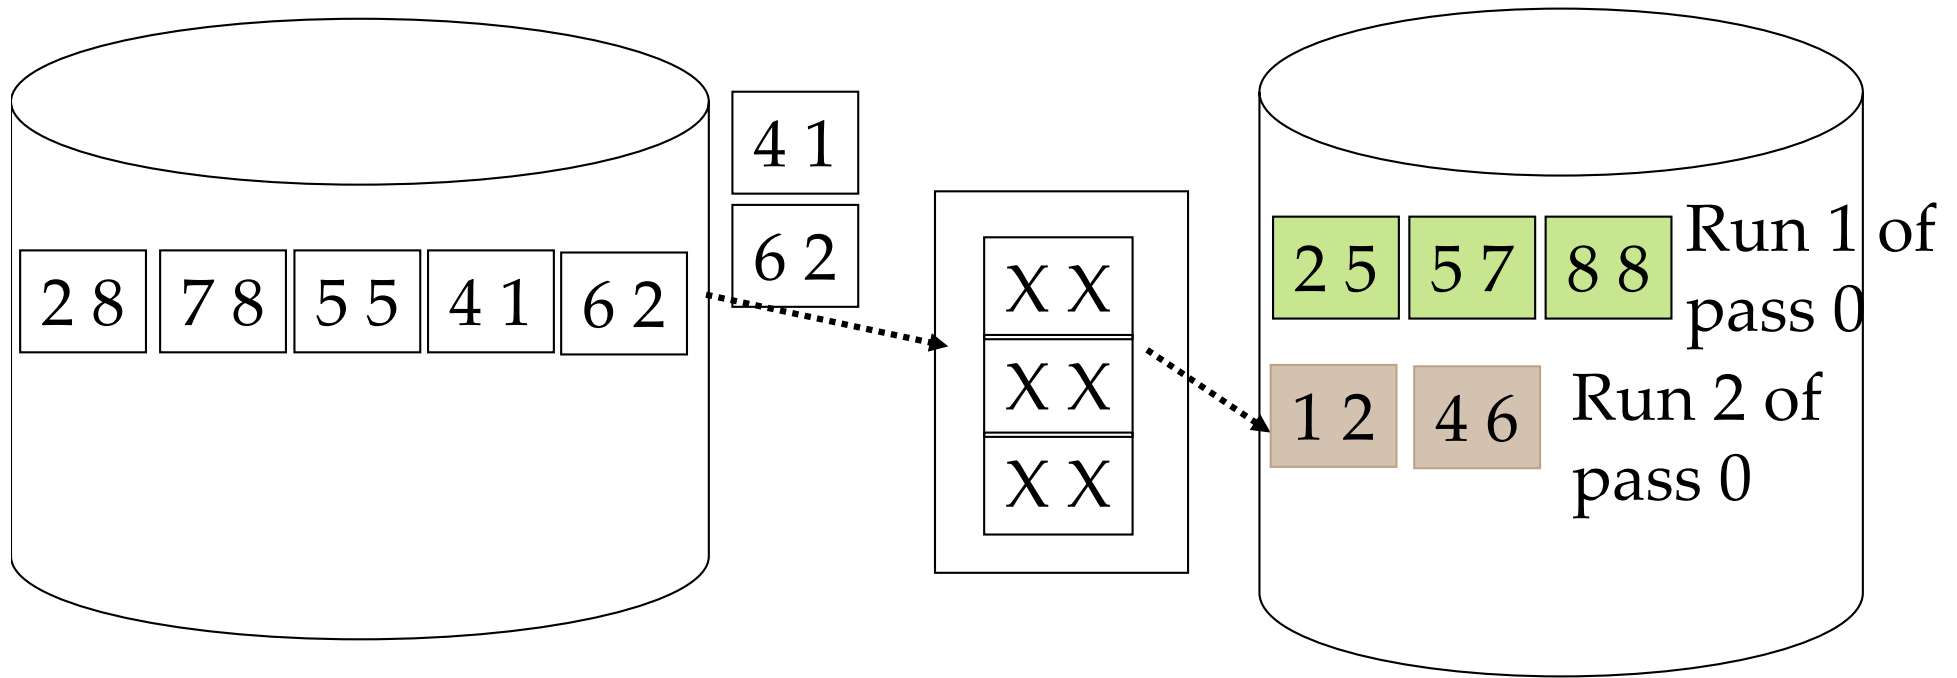 2 8
7 8
5 5
4 1
6 2
4 1
6 2
X X
X X
X X
2 5
5 7
8 8
Run 1 of
pass 0
1 2
4 6
Run 2 of
pass 0